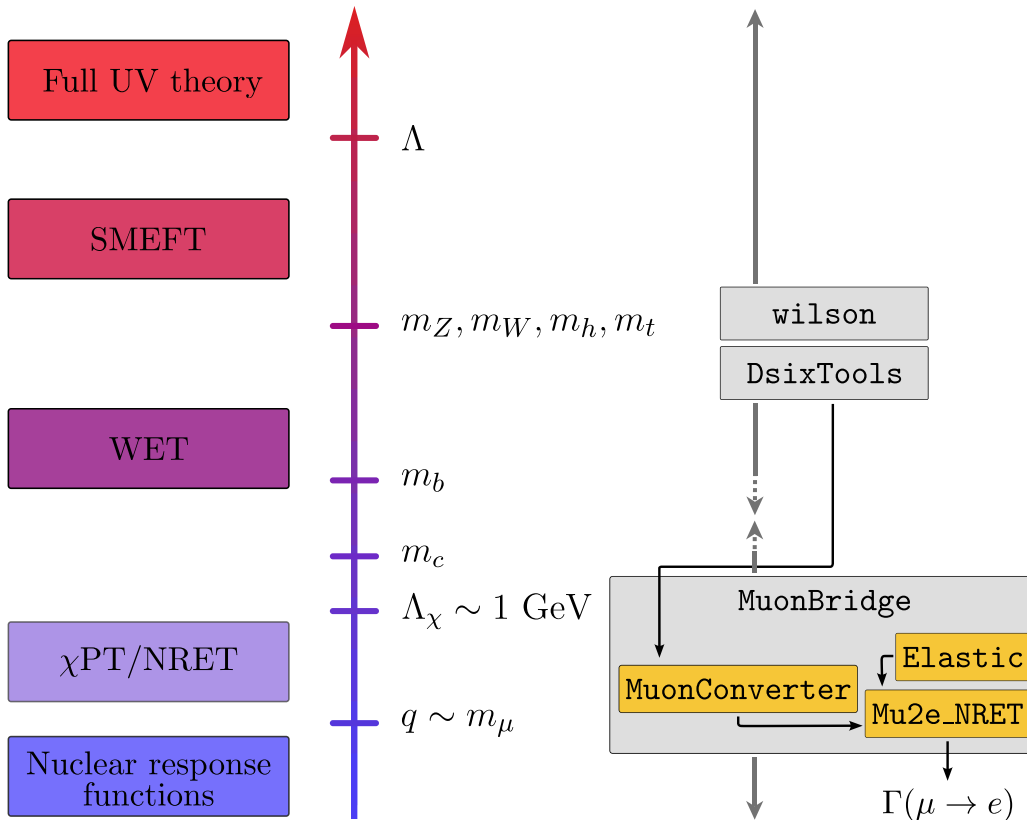 Full UV theory
Λ
SMEFT
m_Z, m_W, m_h, m_t
wilson
DsixTools
WET
m_b
m_c
Λ_χ ∼ 1 GeV
MuonBridge
χPT/NRET
Elastic
MuonConverter
Mu2e_NRET
q ∼ m_μ
Nuclear response
functions
Γ(μ → e)